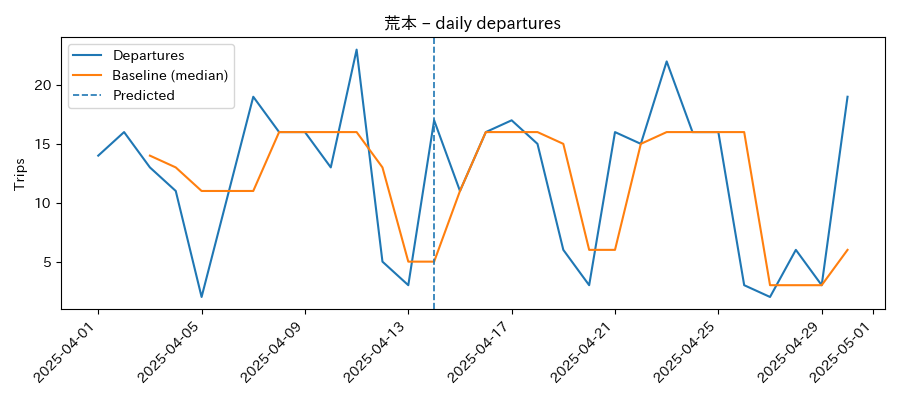 荒本 – daily departures
Departures
Baseline (median)
Predicted
Trips
20
15
10
5
2025-04-01
2025-04-05
2025-04-09
2025-04-13
2025-04-17
2025-04-21
2025-04-25
2025-04-29
2025-05-01